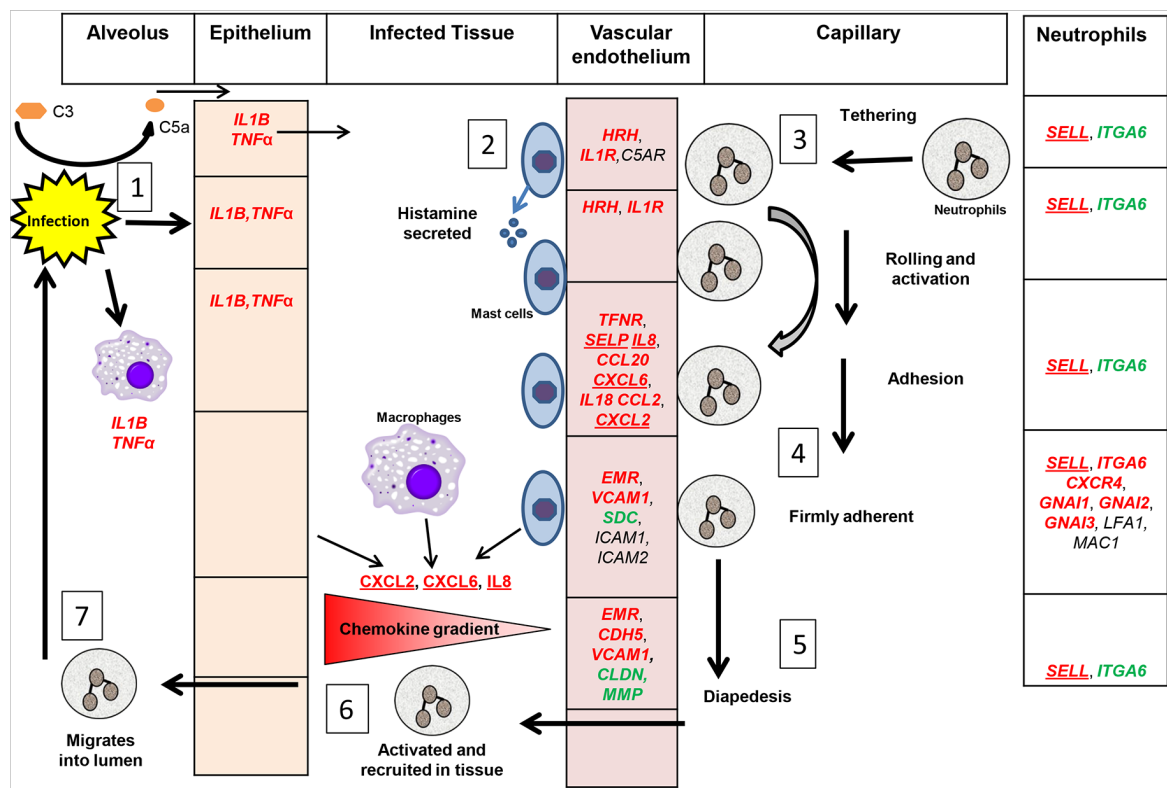 Alveolus
Epithelium
Infected Tissue
Vascular
endothelium
Capillary
Neutrophils
C3
C5a
IL1B
TNFα
2
HRH,
IL1R,C5AR
3
Tethering
SELL, ITGA6
1
Infection
IL1B,TNFα
Histamine
secreted
HRH, IL1R
Neutrophils
SELL, ITGA6
Rolling and
activation
IL1B,TNFα
Mast cells
TFNR,
SELP IL8,
CCL20
CXCL6,
IL18 CCL2,
CXCL2
Adhesion
SELL, ITGA6
IL1B
TNFα
Macrophages
4
EMR,
VCAM1,
SDC,
ICAM1,
ICAM2
Firmly adherent
SELL, ITGA6
CXCR4,
GNAI1, GNAI2,
GNAI3, LFA1,
MAC1
CXCL2, CXCL6, IL8
Chemokine gradient
7
EMR,
CDH5,
VCAM1,
CLDN,
MMP
5
Diapedesis
SELL, ITGA6
6
Migrates
into lumen
Activated and
recruited in tissue